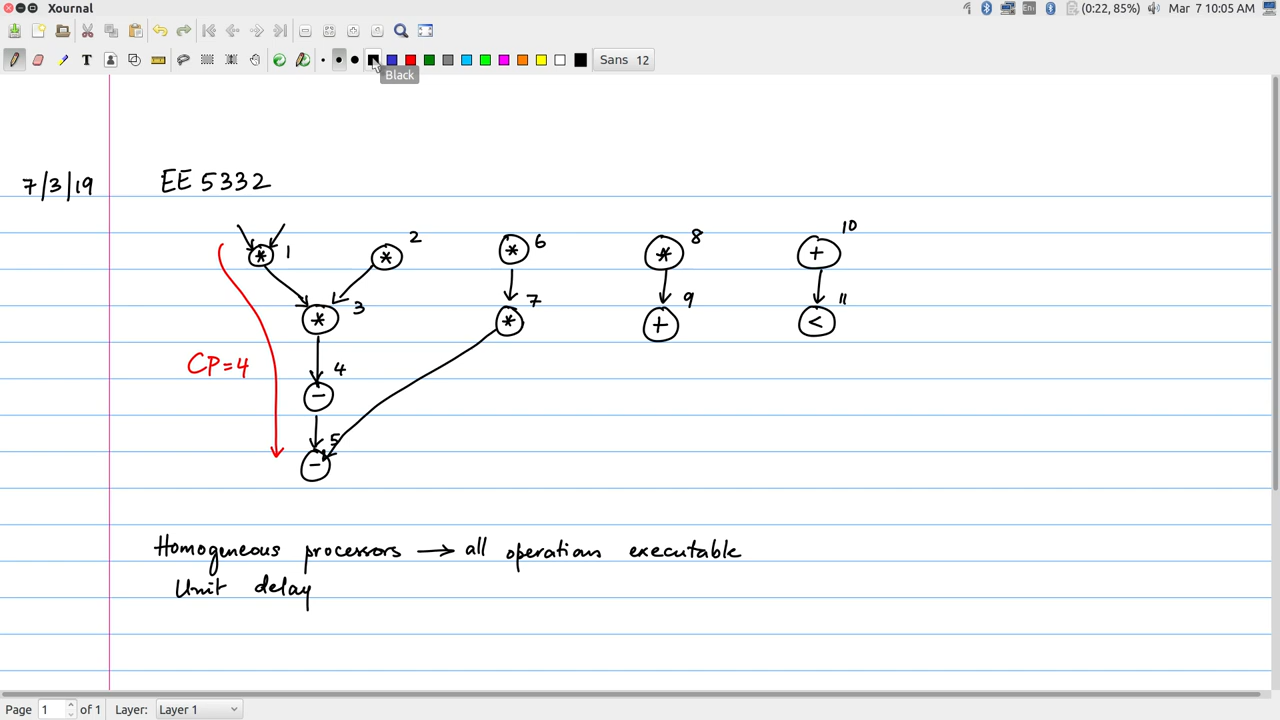 Xournal
(0:22, 85%)
Mar 7 10:05 AM
En
T
Sans 12
Black
7/3/19
EE 5332
* 1
* 2
* 6
* 8
+ 10
* 3
* 7
+ 9
< 11
CP=4
- 4
- 5
Homogeneous processors → all operations executable
Unit delay
Page 1 of 1 Layer: Layer 1